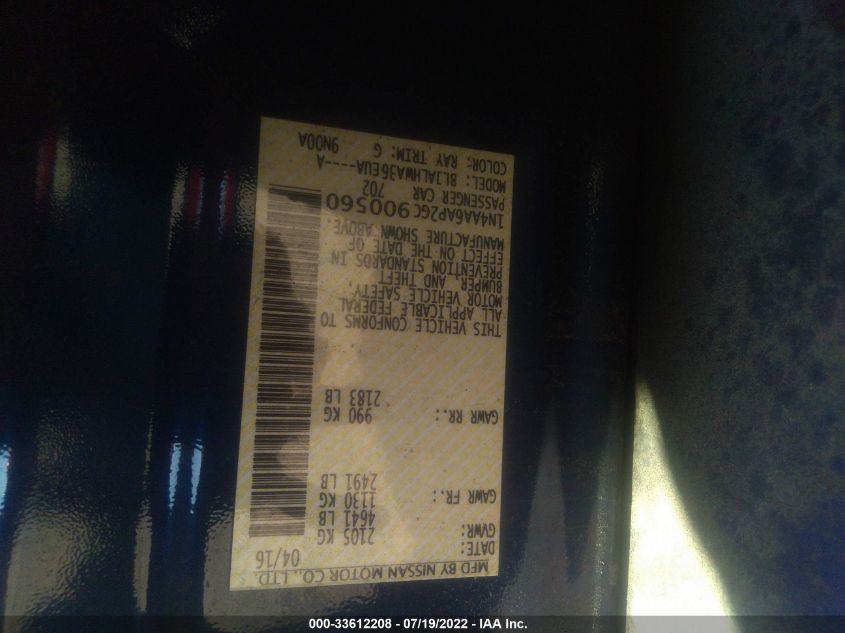 MFD BY NISSAN MOTOR CO., LTD.
DATE: 04/16
GVWR: 2105 KG
4641 LB
GAWR FR.: 1130 KG
2491 LB
GAWR RR.: 990 KG
2183 LB
THIS VEHICLE CONFORMS TO
ALL APPLICABLE FEDERAL
MOTOR VEHICLE SAFETY,
BUMPER, AND THEFT
PREVENTION STANDARDS IN
EFFECT ON THE DATE OF
MANUFACTURE SHOWN ABOVE.
1N4AA6AP2GC900560
PASSENGER CAR 702
MODEL: BLJALHWA36EUA----A
COLOR: RAY TRIM: G 9N00A
000-33612208 - 07/19/2022 - IAA Inc.